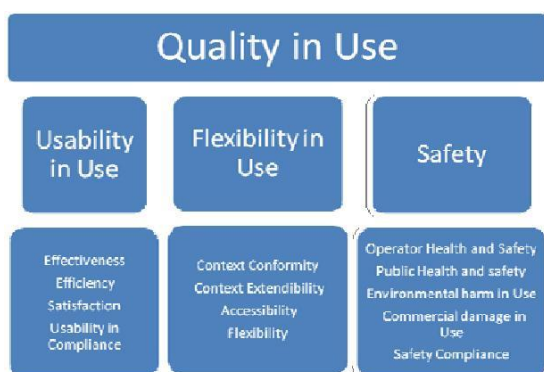 Quality in Use
Usability
in Use
Flexibility in
Use
Safety
Effectiveness
Efficiency
Satisfaction
Usability in
Compliance
Context Conformity
Context Extendibility
Accessibility
Flexibility
Operator Health and Safety
Public Health and safety
Environmental harm in Use
Commercial damage in
Use
Safety Compliance